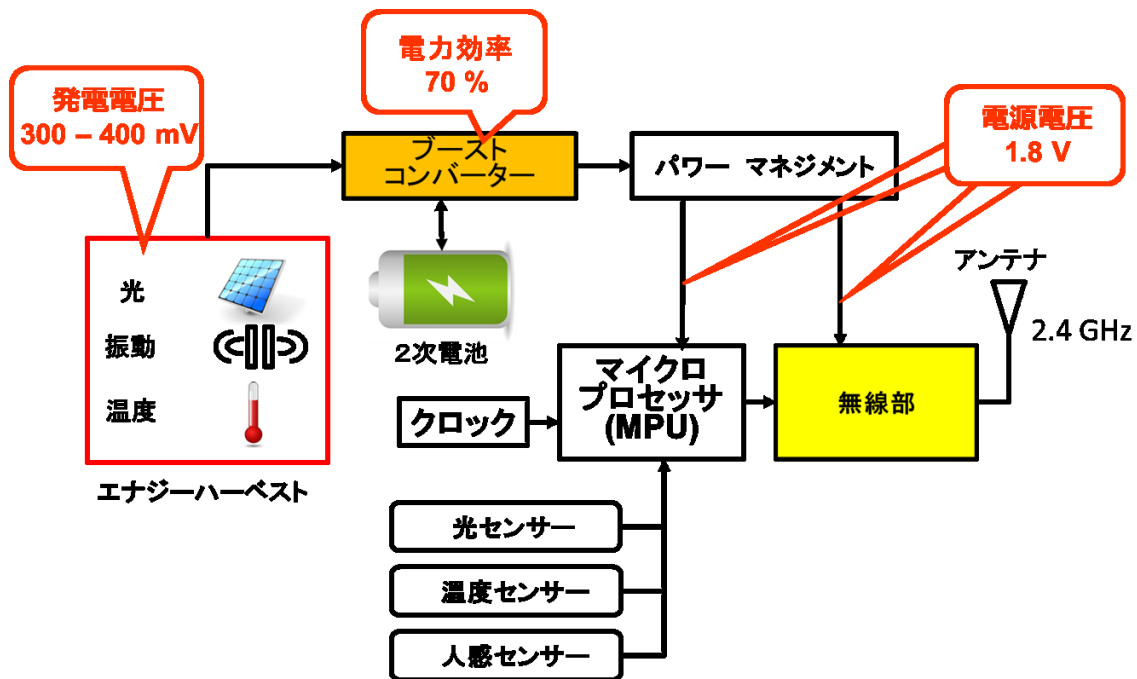 電力効率
70 %
発電電圧
300 – 400 mV
電源電圧
1.8 V
ブースト
コンバーター
パワー マネジメント
光
振動
温度
エナジーハーベスト
2次電池
アンテナ
2.4 GHz
マイクロ
プロセッサ
(MPU)
無線部
クロック
光センサー
温度センサー
人感センサー